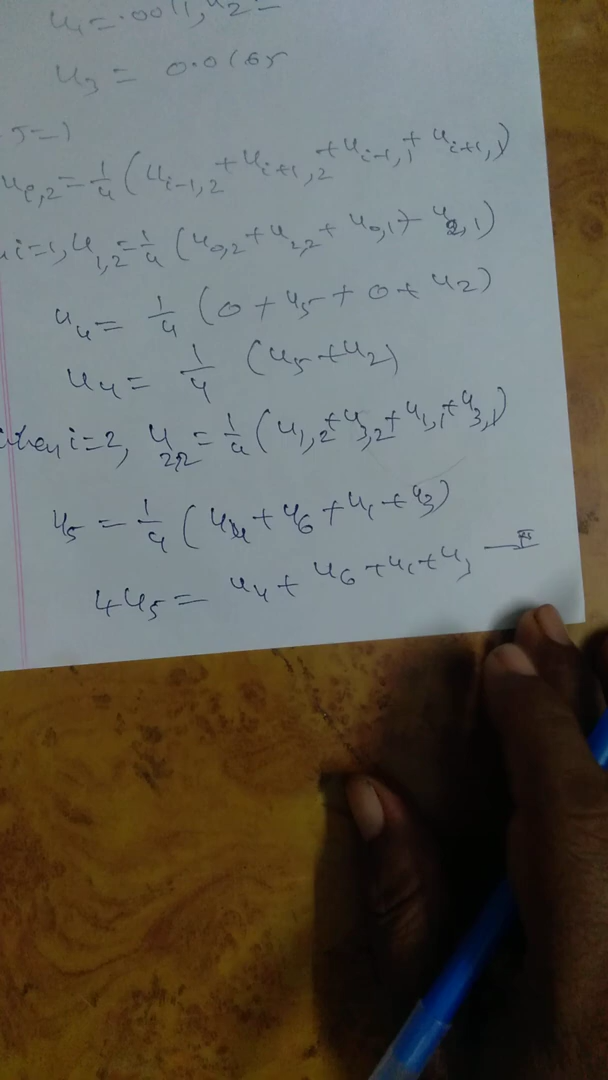 u₁=.0011, u₂=
u₃ = 0.0165
j=1
u_{i,2} = 1/4 (u_{i-1,2} + u_{i+1,2} + u_{i-1,1} + u_{i+1,1})
i=1, u_{1,2} = 1/4 (u_{0,2} + u_{2,2} + u_{0,1} + u_{2,1})
u₄ = 1/4 (0 + u₅ + 0 + u₂)
u₄ = 1/4 (u₅ + u₂)
when i=2, u_{2,2} = 1/4 (u_{1,2} + u_{3,2} + u_{1,1} + u_{3,1})
u₅ = 1/4 (u₄ + u₆ + u₁ + u₃)
4u₅ = u₄ + u₆ + u₁ + u₃ —